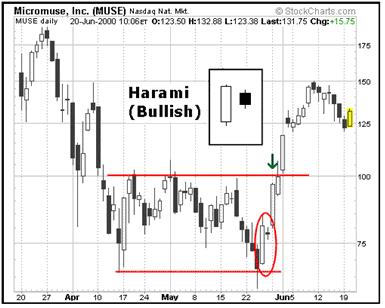 Micromuse, Inc. (MUSE) Nasdaq Nat. Mkt. © StockCharts.com
MUSE daily 20-Jun-2000 10:06ET O:123.50 H:132.88 L:123.38 Last:131.75 Chg:+15.75
175
Harami
(Bullish)
150
125
100
75
20 27 Apr 10 17 24 May 8 15 22 Jun5 12 19